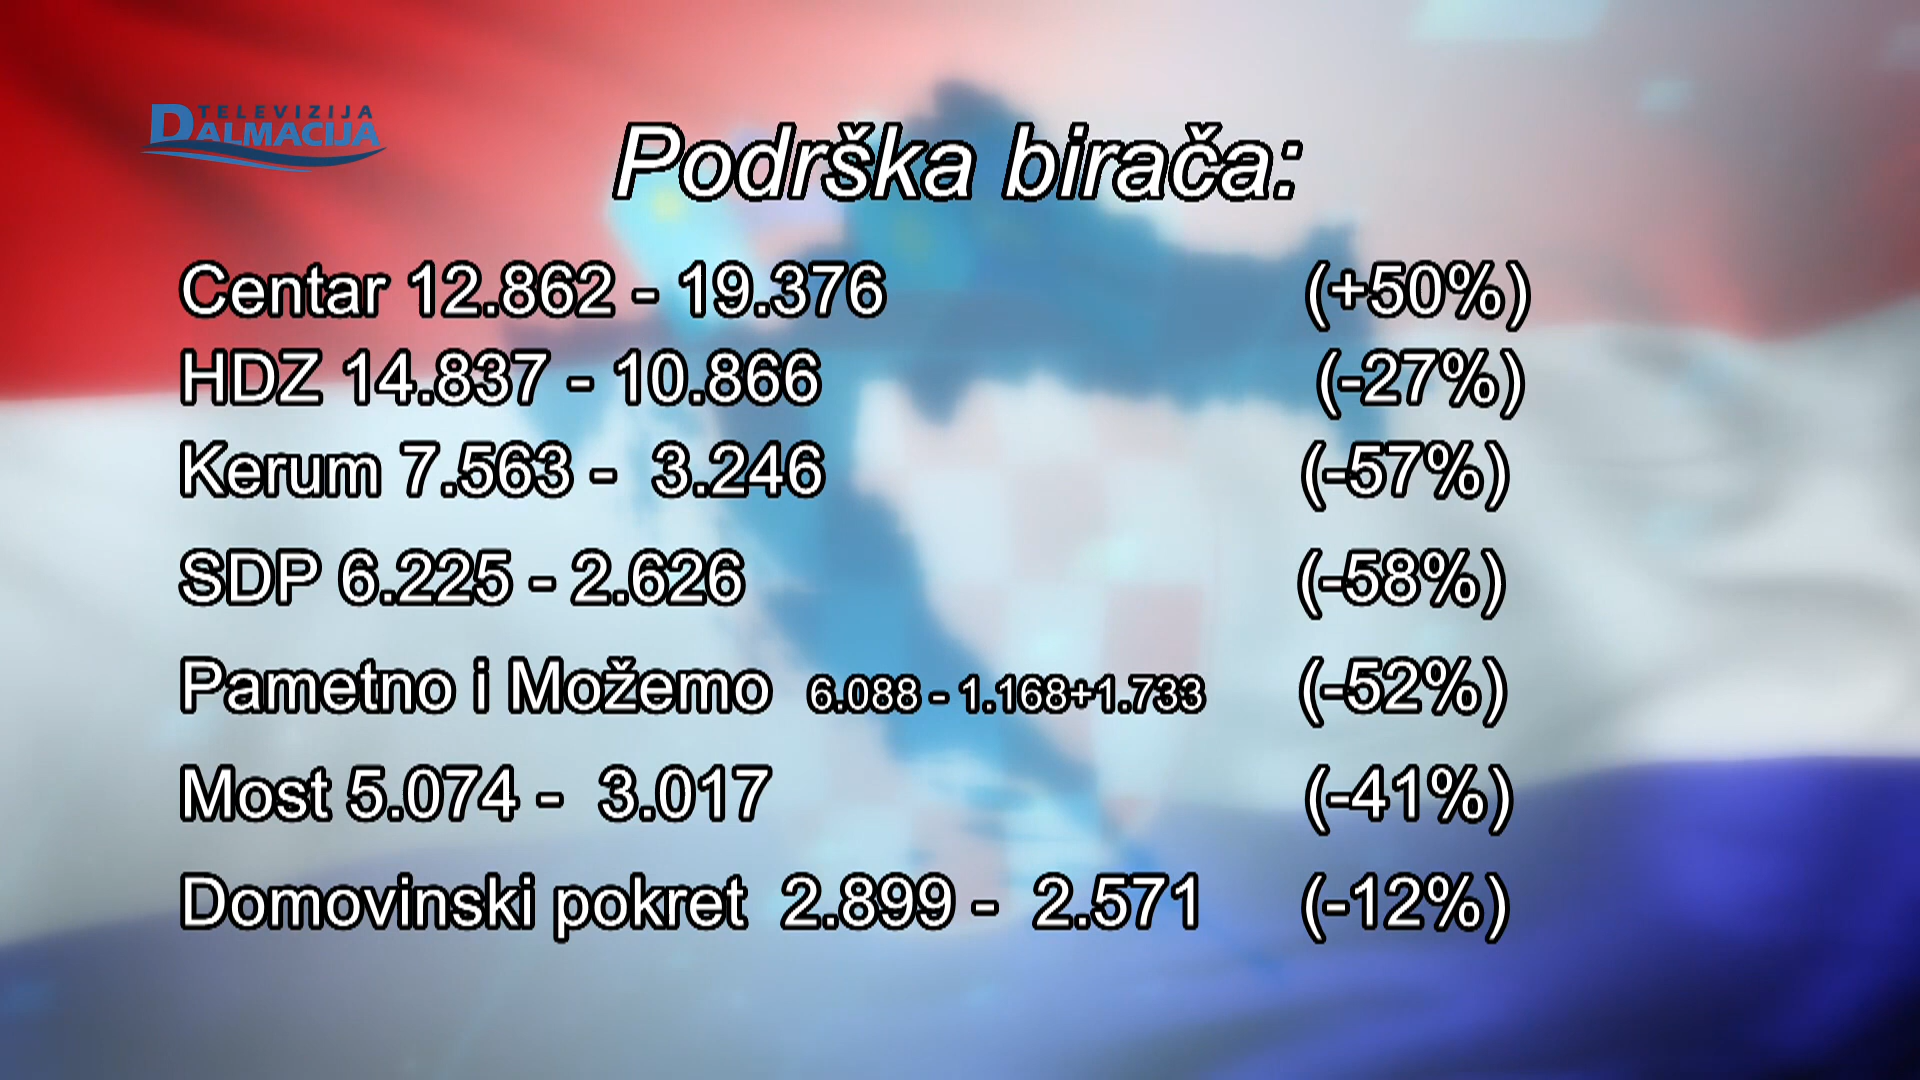 TELEVIZIJA
DALMACIJA
Podrška birača:
Centar 12.862 - 19.376 (+50%)
HDZ 14.837 - 10.866 (-27%)
Kerum 7.563 - 3.246 (-57%)
SDP 6.225 - 2.626 (-58%)
Pametno i Možemo 6.088 - 1.168+1.733 (-52%)
Most 5.074 - 3.017 (-41%)
Domovinski pokret 2.899 - 2.571 (-12%)